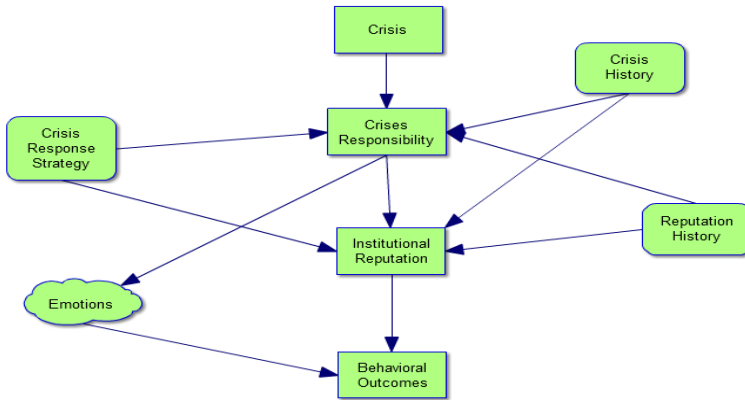 Crisis
Crisis
History
Crisis
Response
Strategy
Crises
Responsibility
Reputation
History
Institutional
Reputation
Emotions
Behavioral
Outcomes